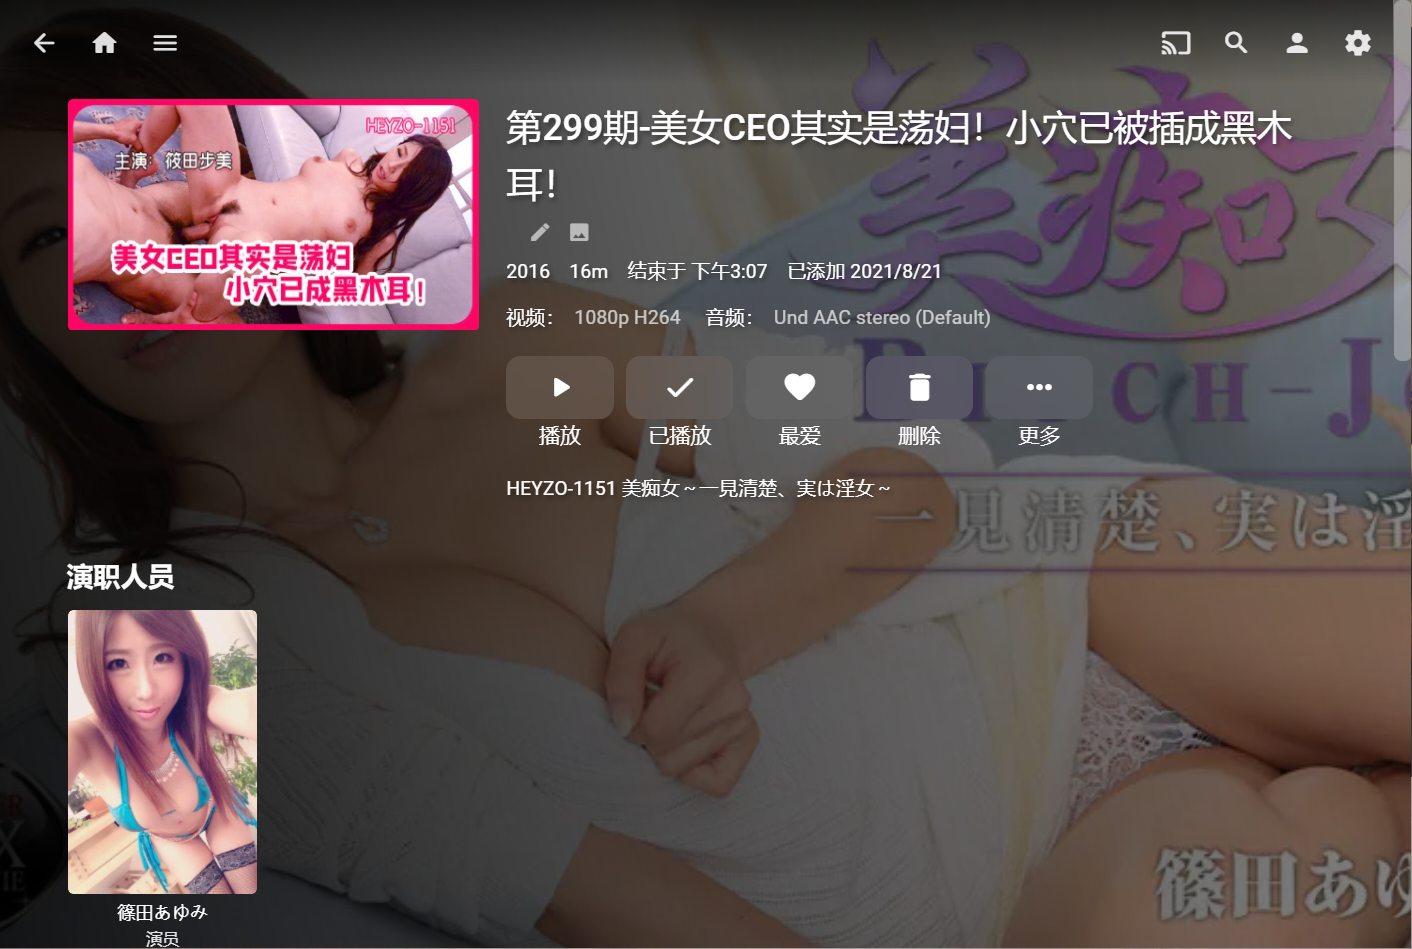 HEYZO-1151
主演：篠田步美
美女CEO其实是荡妇
小穴已成黑木耳！
第299期-美女CEO其实是荡妇！小穴已被插成黑木
耳！
2016 16m 结束于 下午3:07 已添加 2021/8/21
视频： 1080p H264 音频： Und AAC stereo (Default)
播放 已播放 最爱 删除 更多
HEYZO-1151 美痴女～一見清楚、実は淫女～
美痴女
一見清楚、実は淫
演职人员
篠田あゆみ
演员
篠田あゆ